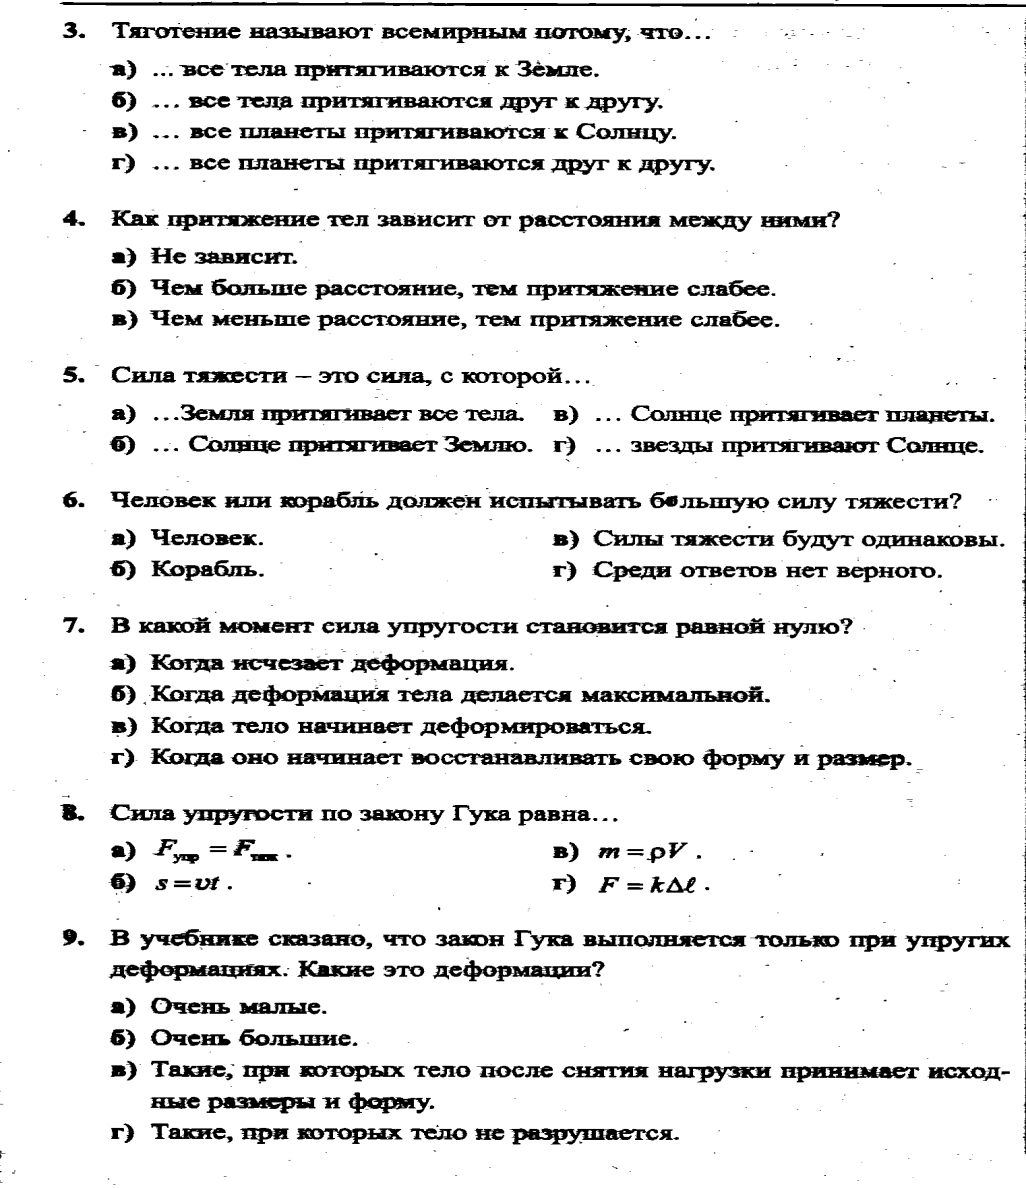 3. Тяготение называют всемирным потому, что...
а) ... все тела притягиваются к Земле.
б) ... все тела притягиваются друг к другу.
в) ... все планеты притягиваются к Солнцу.
г) ... все планеты притягиваются друг к другу.
4. Как притяжение тел зависит от расстояния между ними?
а) Не зависит.
б) Чем больше расстояние, тем притяжение слабее.
в) Чем меньше расстояние, тем притяжение слабее.
5. Сила тяжести – это сила, с которой...
а) ...Земля притягивает все тела. в) ... Солнце притягивает планеты.
б) ... Солнце притягивает Землю. г) ... звезды притягивают Солнце.
6. Человек или корабль должен испытывать большую силу тяжести?
а) Человек. в) Силы тяжести будут одинаковы.
б) Корабль. г) Среди ответов нет верного.
7. В какой момент сила упругости становится равной нулю?
а) Когда исчезает деформация.
б) Когда деформация тела делается максимальной.
в) Когда тело начинает деформироваться.
г) Когда оно начинает восстанавливать свою форму и размер.
8. Сила упругости по закону Гука равна...
а) Fупр = Fтяж . в) m = ρV .
б) s = υt . г) F = kΔℓ .
9. В учебнике сказано, что закон Гука выполняется только при упругих
деформациях. Какие это деформации?
а) Очень малые.
б) Очень большие.
в) Такие, при которых тело после снятия нагрузки принимает исход-
ные размеры и форму.
г) Такие, при которых тело не разрушается.